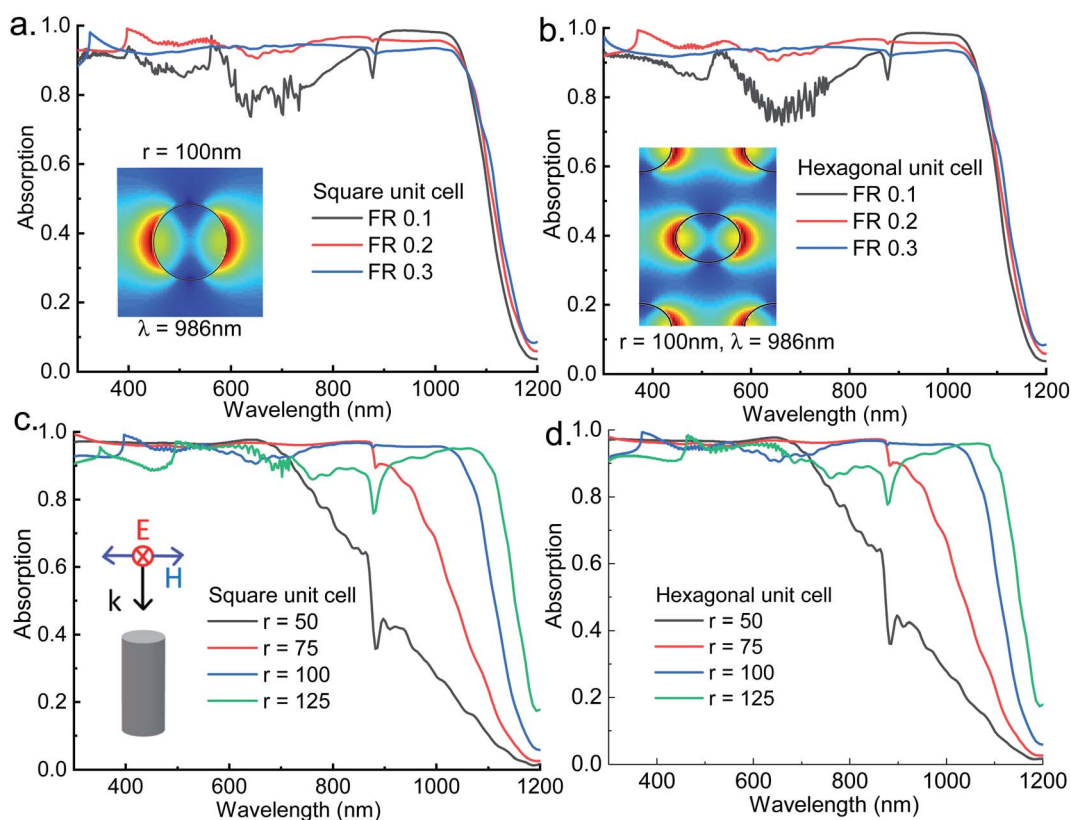 a.
1.0
0.8
0.6
0.4
0.2
0.0
Absorption
r = 100nm
λ = 986nm
Square unit cell
FR 0.1
FR 0.2
FR 0.3
400 600 800 1000 1200
Wavelength (nm)
b.
1.0
0.8
0.6
0.4
0.2
0.0
Absorption
Hexagonal unit cell
FR 0.1
FR 0.2
FR 0.3
r = 100nm, λ = 986nm
400 600 800 1000 1200
Wavelength (nm)
c.
1.0
0.8
0.6
0.4
0.2
0.0
Absorption
E
H
k
Square unit cell
r = 50
r = 75
r = 100
r = 125
400 600 800 1000 1200
Wavelength (nm)
d.
1.0
0.8
0.6
0.4
0.2
0.0
Absorption
Hexagonal unit cell
r = 50
r = 75
r = 100
r = 125
400 600 800 1000 1200
Wavelength (nm)